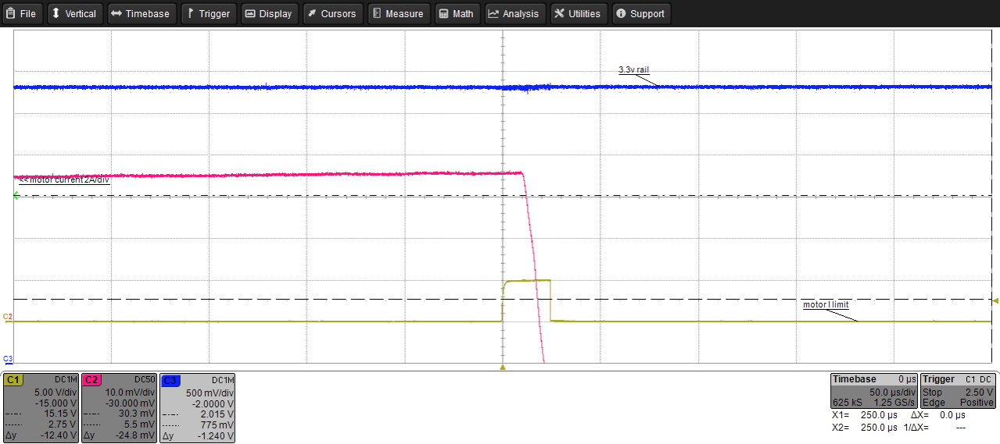 File Vertical Timebase Trigger Display Cursors Measure Math Analysis Utilities Support
3.3v rail
<< motor current 2A/div
motor I limit
C2
C3
C1 DC1M
5.00 V/div
-15.000 V
15.15 V
2.75 V
Δy -12.40 V
C2 DC50
10.0 mV/div
-30.000 mV
30.3 mV
5.5 mV
Δy -24.8 mV
C3 DC1M
500 mV/div
-2.0000 V
2.015 V
775 mV
Δy -1.240 V
Timebase 0 µs
50.0 µs/div
625 kS 1.25 GS/s
Trigger C1 DC
Stop 2.50 V
Edge Positive
X1= 250.0 µs ΔX= 0.0 µs
X2= 250.0 µs 1/ΔX= ---